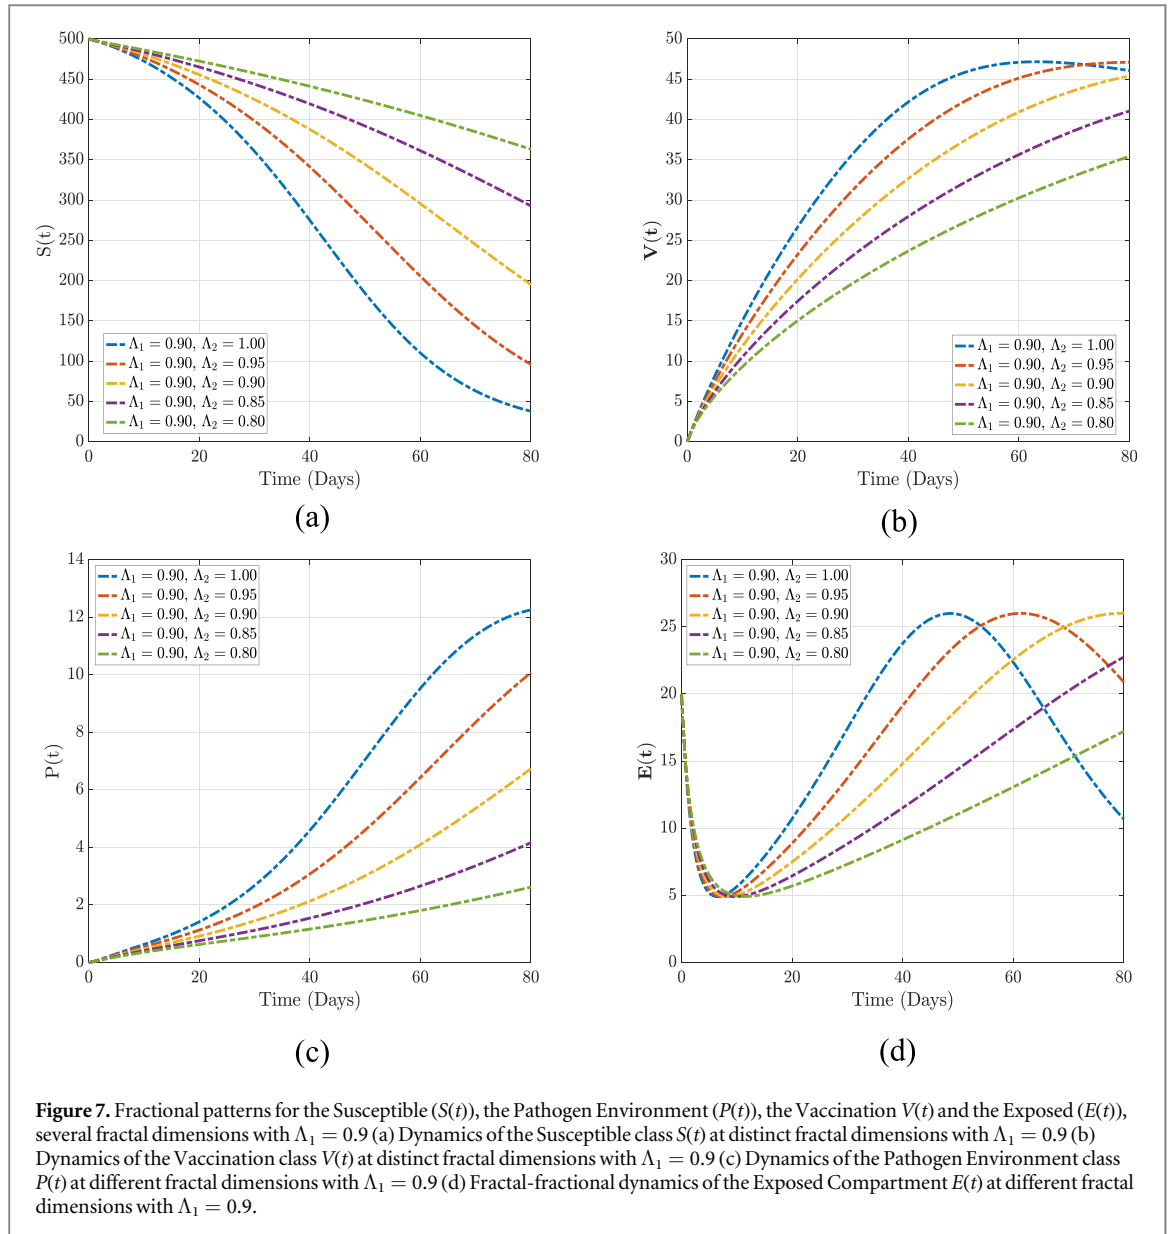 500
450
400
350
300
250
200
150
100
50
0
S(t)
Λ₁ = 0.90, Λ₂ = 1.00
Λ₁ = 0.90, Λ₂ = 0.95
Λ₁ = 0.90, Λ₂ = 0.90
Λ₁ = 0.90, Λ₂ = 0.85
Λ₁ = 0.90, Λ₂ = 0.80
0 20 40 60 80
Time (Days)
(a)
50
45
40
35
30
25
20
15
10
5
0
V(t)
Λ₁ = 0.90, Λ₂ = 1.00
Λ₁ = 0.90, Λ₂ = 0.95
Λ₁ = 0.90, Λ₂ = 0.90
Λ₁ = 0.90, Λ₂ = 0.85
Λ₁ = 0.90, Λ₂ = 0.80
0 20 40 60 80
Time (Days)
(b)
14
12
10
8
6
4
2
0
P(t)
Λ₁ = 0.90, Λ₂ = 1.00
Λ₁ = 0.90, Λ₂ = 0.95
Λ₁ = 0.90, Λ₂ = 0.90
Λ₁ = 0.90, Λ₂ = 0.85
Λ₁ = 0.90, Λ₂ = 0.80
0 20 40 60 80
Time (Days)
(c)
30
25
20
15
10
5
0
E(t)
Λ₁ = 0.90, Λ₂ = 1.00
Λ₁ = 0.90, Λ₂ = 0.95
Λ₁ = 0.90, Λ₂ = 0.90
Λ₁ = 0.90, Λ₂ = 0.85
Λ₁ = 0.90, Λ₂ = 0.80
0 20 40 60 80
Time (Days)
(d)
Figure 7. Fractional patterns for the Susceptible (S(t)), the Pathogen Environment (P(t)), the Vaccination V(t) and the Exposed (E(t)),
several fractal dimensions with Λ₁ = 0.9 (a) Dynamics of the Susceptible class S(t) at distinct fractal dimensions with Λ₁ = 0.9 (b)
Dynamics of the Vaccination class V(t) at distinct fractal dimensions with Λ₁ = 0.9 (c) Dynamics of the Pathogen Environment class
P(t) at different fractal dimensions with Λ₁ = 0.9 (d) Fractal-fractional dynamics of the Exposed Compartment E(t) at different fractal
dimensions with Λ₁ = 0.9.